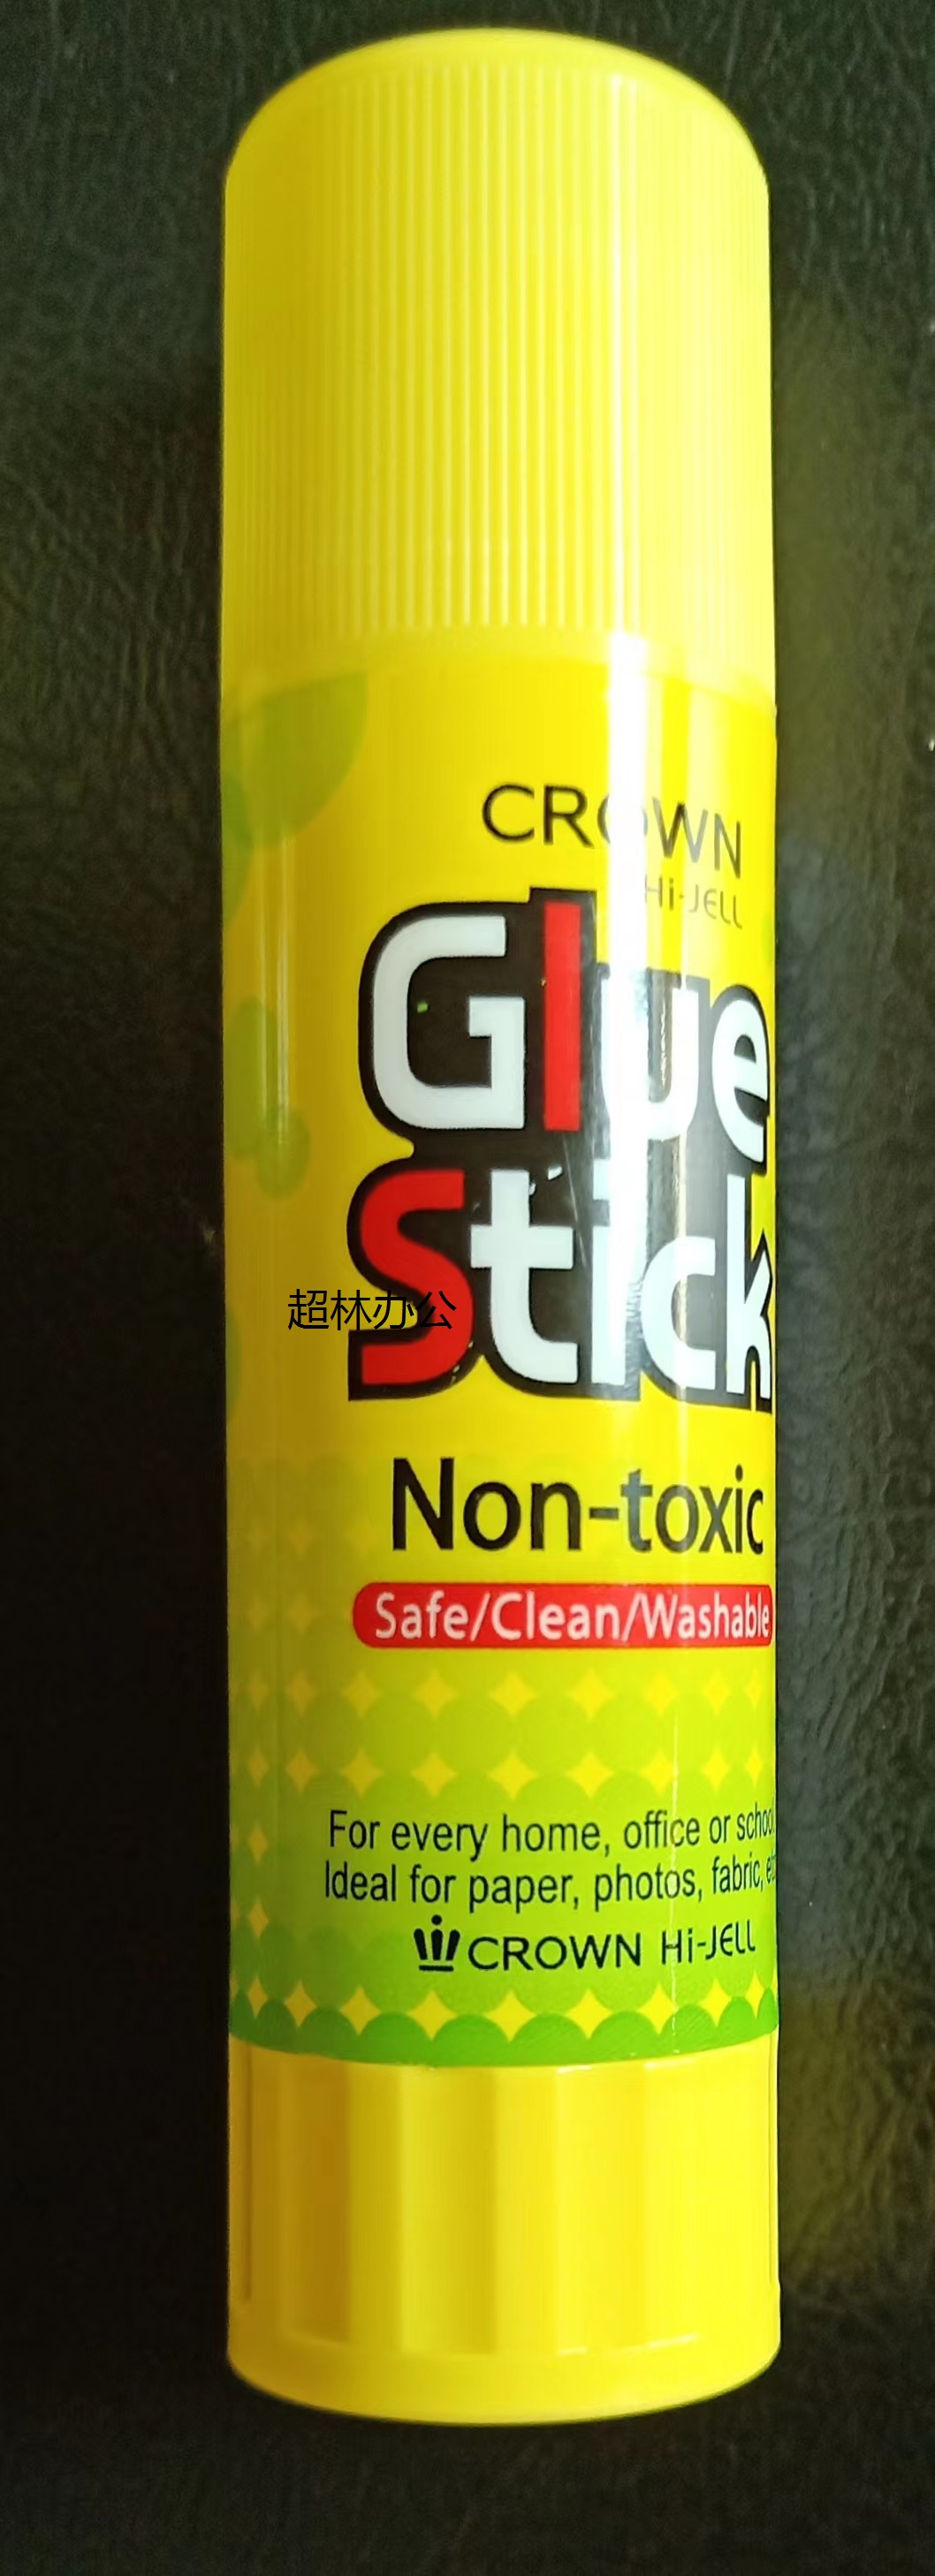 CROWN
Hi-JELL
Glue
Stick
超林办公
Non-toxic
Safe/Clean/Washable
For every home, office or school
Ideal for paper, photos, fabric,
CROWN Hi-JELL